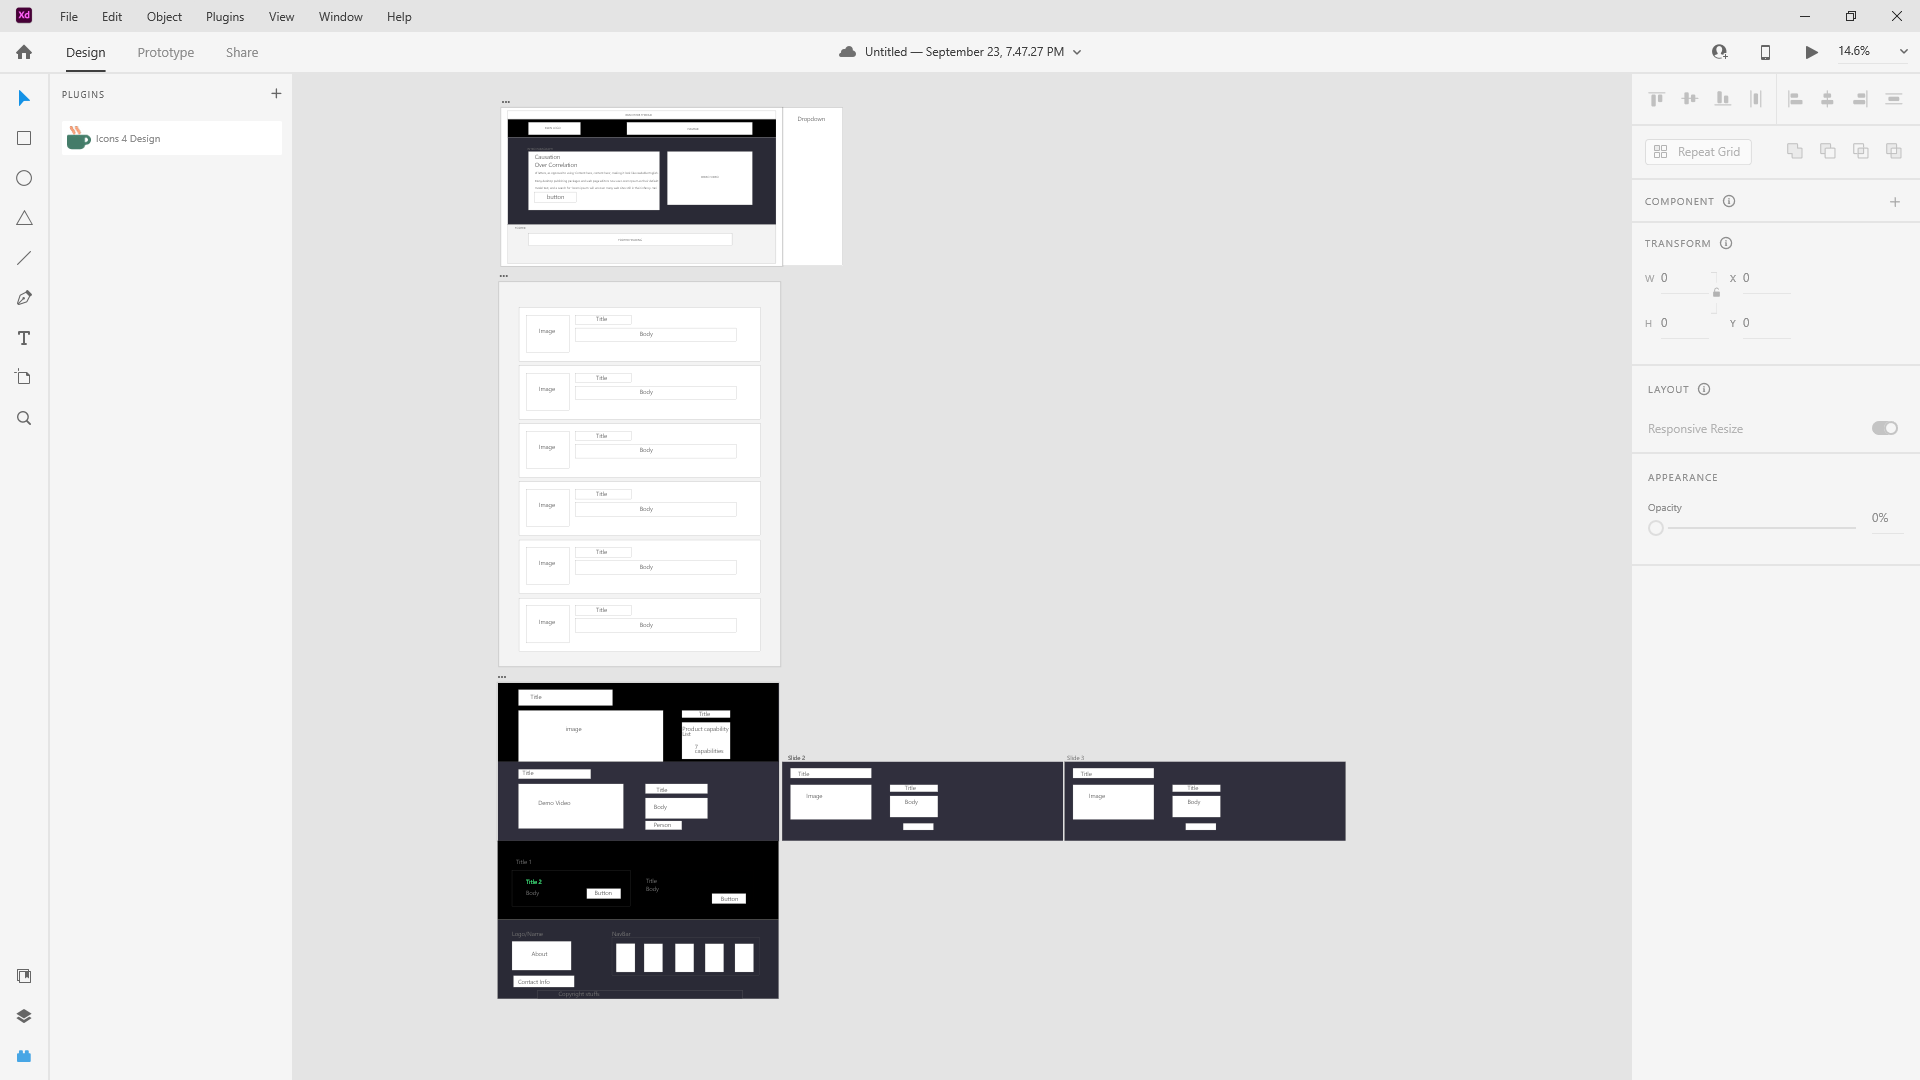 Xd
File Edit Object Plugins View Window Help
Design Prototype Share
Untitled — September 23, 7.47.27 PM
14.6%
PLUGINS
Icons 4 Design
...
Dropdown
Causation
Over Correlation
button
...
Image
Title
Body
Image
Title
Body
Image
Title
Body
Image
Title
Body
Image
Title
Body
Image
Title
Body
...
Title
image
Title
Product capability
List
7
capabilities
Title
Demo Video
Title
Body
Person
Slide 2
Title
Image
Title
Body
Slide 3
Title
Image
Title
Body
Title 1
Title 2
Body
Button
Title
Body
Button
Logo/Name
About
Contact info
NavBar
Copyright stuffs
Repeat Grid
COMPONENT
TRANSFORM
W 0 X 0
H 0 Y 0
LAYOUT
Responsive Resize
APPEARANCE
Opacity
0%